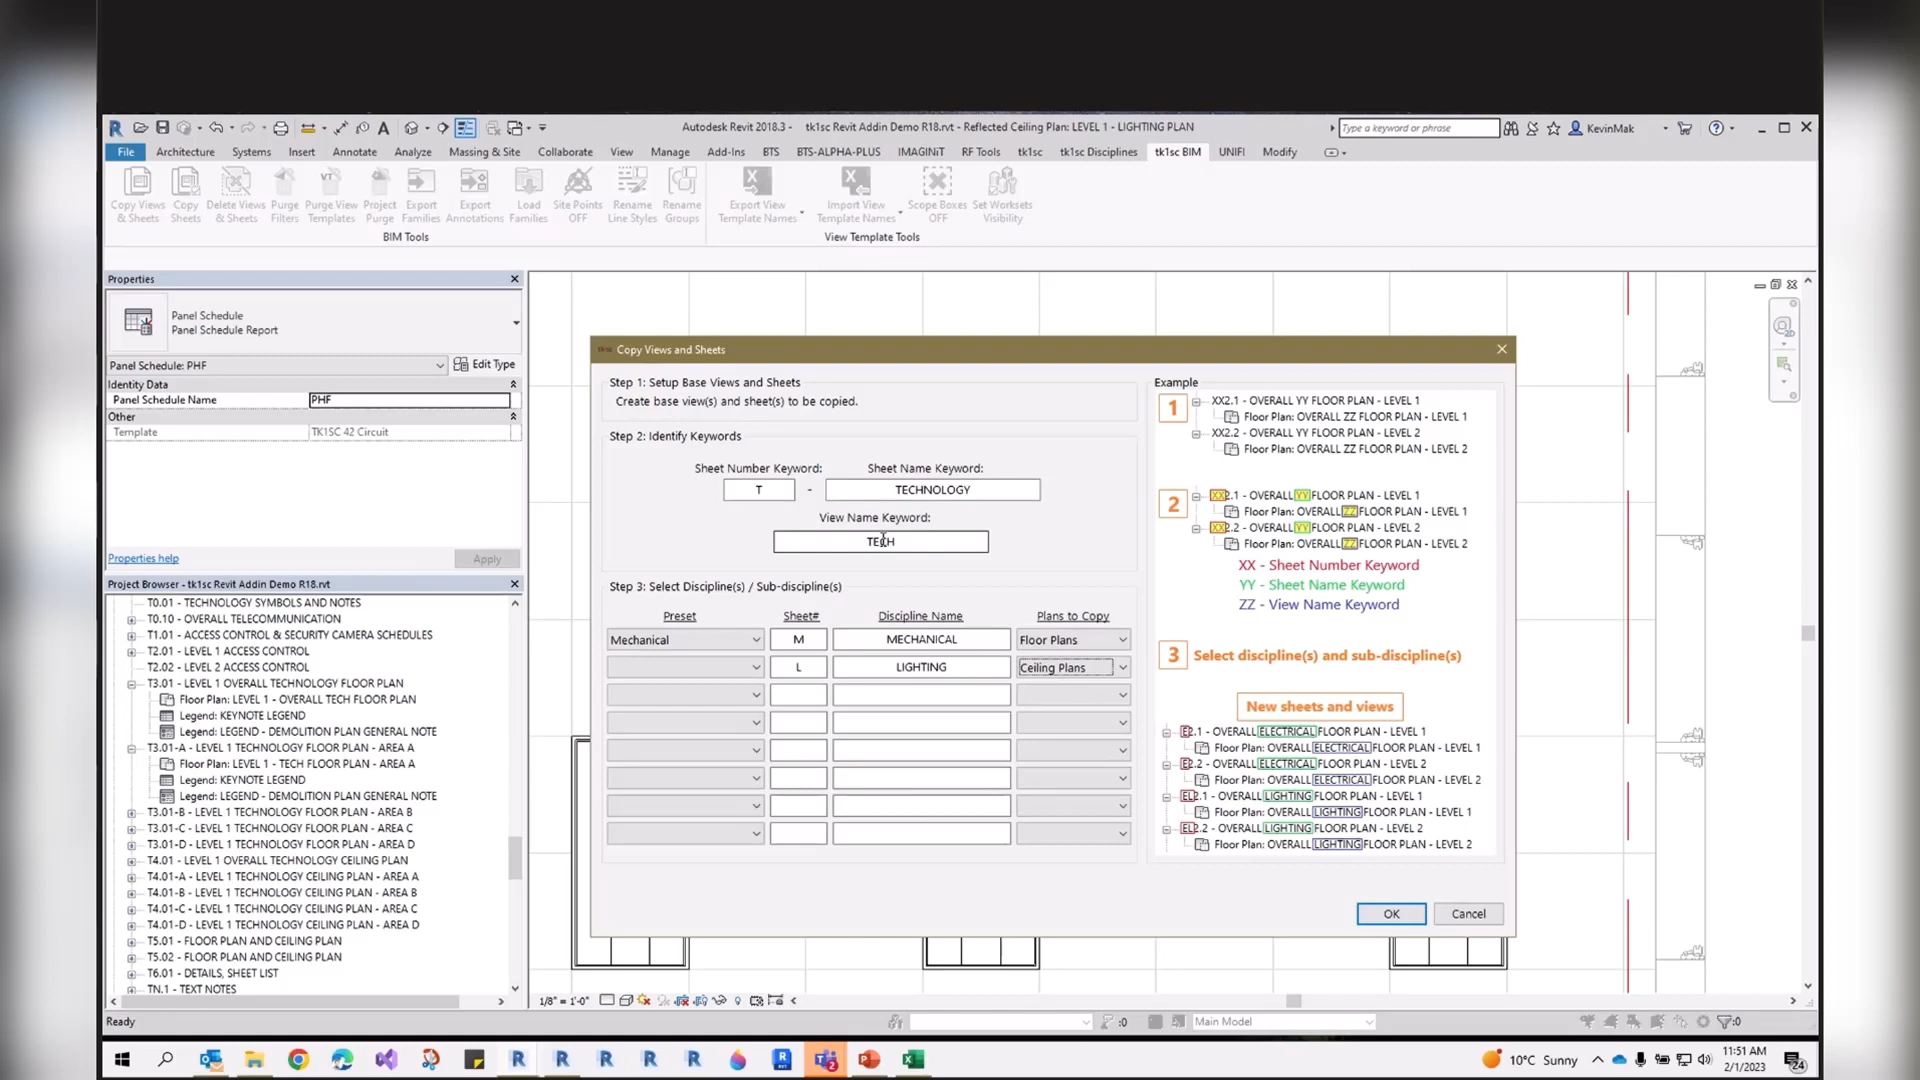 Autodesk Revit 2018.3 - tk1sc Revit Addin Demo R18.rvt - Reflected Ceiling Plan: LEVEL 1 - LIGHTING PLAN
Type a keyword or phrase
KevinMak
File Architecture Systems Insert Annotate Analyze Massing & Site Collaborate View Manage Add-Ins BTS BTS-ALPHA-PLUS IMAGINiT RF Tools tk1sc tk1sc Disciplines tk1sc BIM UNIFI Modify
Copy Views & Sheets
Copy Sheets
Delete Views & Sheets
Purge Filters
Purge View Templates
Project Purge
Export Families
Export Annotations
Load Families
Site Points OFF
Rename Line Styles
Rename Groups
Export View Template Names
Import View Template Names
Scope Boxes OFF
Set Worksets Visibility
BIM Tools
View Template Tools
Properties
Panel Schedule
Panel Schedule Report
Panel Schedule: PHF
Edit Type
Identity Data
Panel Schedule Name PHF
Other
Template TK1SC 42 Circuit
Properties help
Apply
Project Browser - tk1sc Revit Addin Demo R18.rvt
T0.01 - TECHNOLOGY SYMBOLS AND NOTES
T0.10 - OVERALL TELECOMMUNICATION
T1.01 - ACCESS CONTROL & SECURITY CAMERA SCHEDULES
T2.01 - LEVEL 1 ACCESS CONTROL
T2.02 - LEVEL 2 ACCESS CONTROL
T3.01 - LEVEL 1 OVERALL TECHNOLOGY FLOOR PLAN
Floor Plan: LEVEL 1 - OVERALL TECH FLOOR PLAN
Legend: KEYNOTE LEGEND
Legend: LEGEND - DEMOLITION PLAN GENERAL NOTE
T3.01-A - LEVEL 1 TECHNOLOGY FLOOR PLAN - AREA A
Floor Plan: LEVEL 1 - TECH FLOOR PLAN - AREA A
Legend: KEYNOTE LEGEND
Legend: LEGEND - DEMOLITION PLAN GENERAL NOTE
T3.01-B - LEVEL 1 TECHNOLOGY FLOOR PLAN - AREA B
T3.01-C - LEVEL 1 TECHNOLOGY FLOOR PLAN - AREA C
T3.01-D - LEVEL 1 TECHNOLOGY FLOOR PLAN - AREA D
T4.01 - LEVEL 1 OVERALL TECHNOLOGY CEILING PLAN
T4.01-A - LEVEL 1 TECHNOLOGY CEILING PLAN - AREA A
T4.01-B - LEVEL 1 TECHNOLOGY CEILING PLAN - AREA B
T4.01-C - LEVEL 1 TECHNOLOGY CEILING PLAN - AREA C
T4.01-D - LEVEL 1 TECHNOLOGY CEILING PLAN - AREA D
T5.01 - FLOOR PLAN AND CEILING PLAN
T5.02 - FLOOR PLAN AND CEILING PLAN
T6.01 - DETAILS, SHEET LIST
TN.1 - TEXT NOTES
Copy Views and Sheets
Step 1: Setup Base Views and Sheets
Create base view(s) and sheet(s) to be copied.
Step 2: Identify Keywords
Sheet Number Keyword: Sheet Name Keyword:
T - TECHNOLOGY
View Name Keyword:
TECH
Step 3: Select Discipline(s) / Sub-discipline(s)
Preset Sheet# Discipline Name Plans to Copy
Mechanical M MECHANICAL Floor Plans
L LIGHTING Ceiling Plans
Example
1
XX2.1 - OVERALL YY FLOOR PLAN - LEVEL 1
Floor Plan: OVERALL ZZ FLOOR PLAN - LEVEL 1
XX2.2 - OVERALL YY FLOOR PLAN - LEVEL 2
Floor Plan: OVERALL ZZ FLOOR PLAN - LEVEL 2
2
XX2.1 - OVERALL YY FLOOR PLAN - LEVEL 1
Floor Plan: OVERALL ZZ FLOOR PLAN - LEVEL 1
XX2.2 - OVERALL YY FLOOR PLAN - LEVEL 2
Floor Plan: OVERALL ZZ FLOOR PLAN - LEVEL 2
XX - Sheet Number Keyword
YY - Sheet Name Keyword
ZZ - View Name Keyword
3 Select discipline(s) and sub-discipline(s)
New sheets and views
E2.1 - OVERALL ELECTRICAL FLOOR PLAN - LEVEL 1
Floor Plan: OVERALL ELECTRICAL FLOOR PLAN - LEVEL 1
E2.2 - OVERALL ELECTRICAL FLOOR PLAN - LEVEL 2
Floor Plan: OVERALL ELECTRICAL FLOOR PLAN - LEVEL 2
EL2.1 - OVERALL LIGHTING FLOOR PLAN - LEVEL 1
Floor Plan: OVERALL LIGHTING FLOOR PLAN - LEVEL 1
EL2.2 - OVERALL LIGHTING FLOOR PLAN - LEVEL 2
Floor Plan: OVERALL LIGHTING FLOOR PLAN - LEVEL 2
OK
Cancel
1/8" = 1'-0"
Ready
:0
Main Model
:0
10°C Sunny
11:51 AM
2/1/2023
24